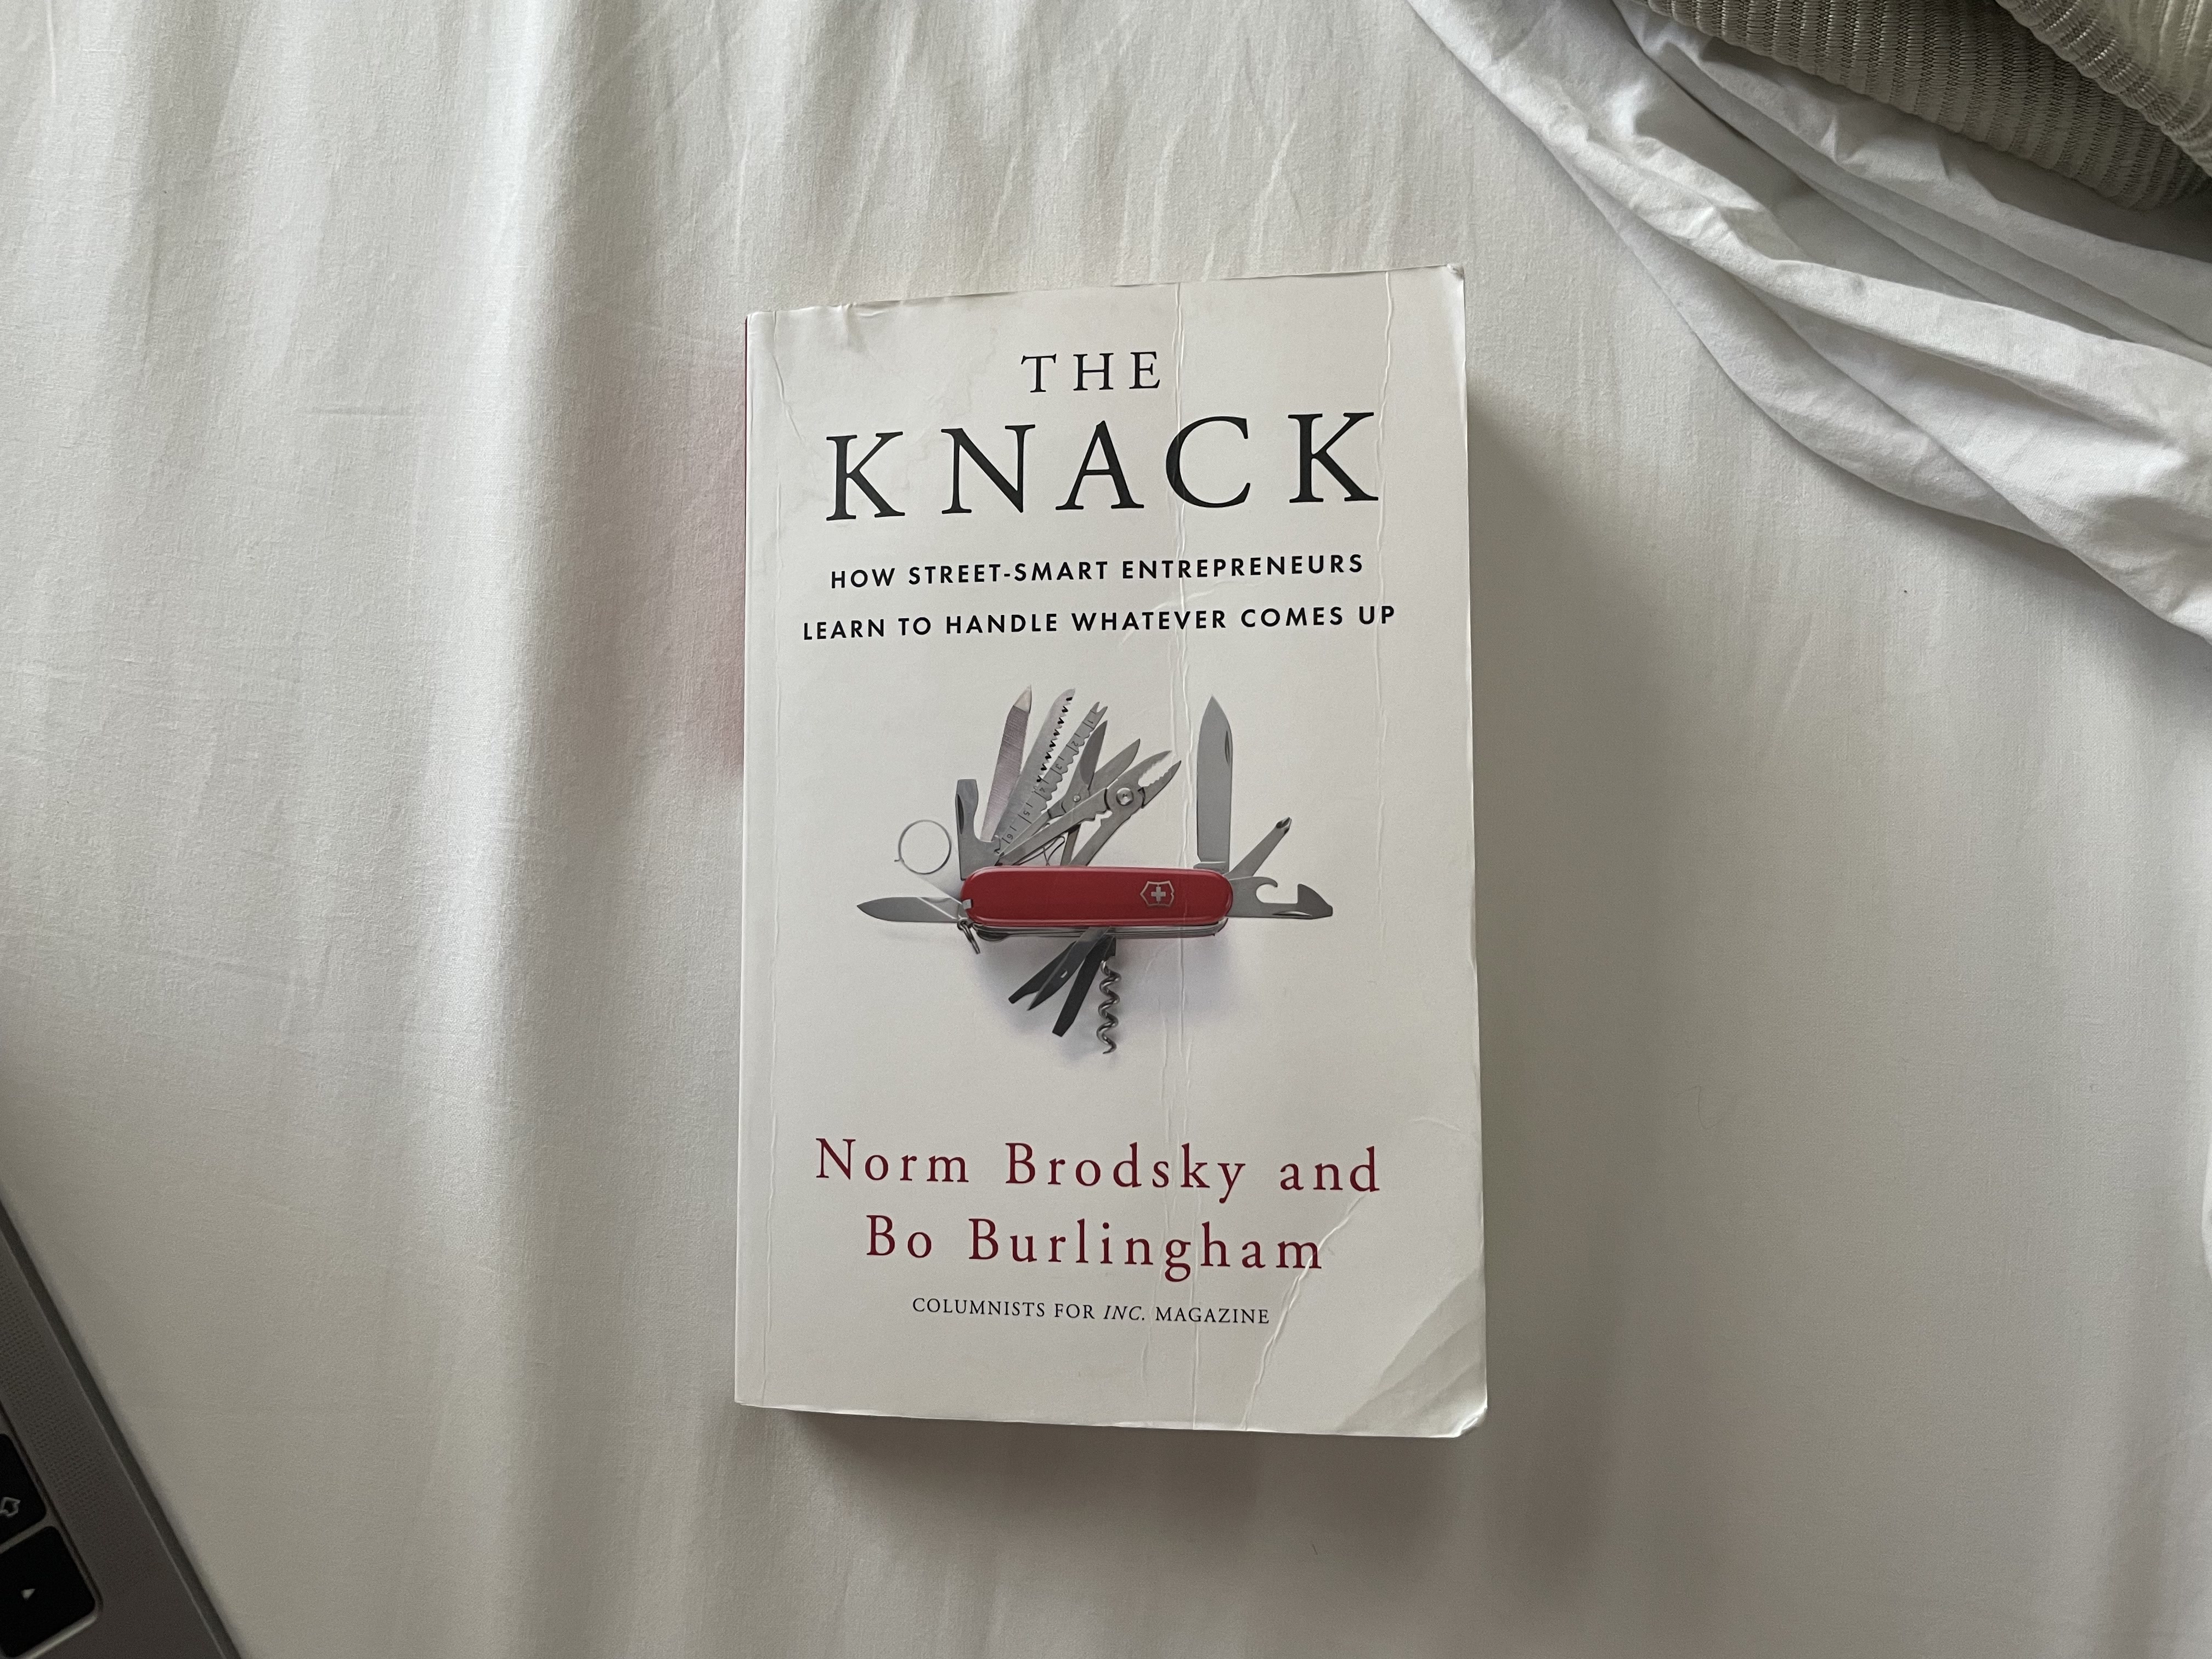 THE
KNACK
HOW STREET-SMART ENTREPRENEURS
LEARN TO HANDLE WHATEVER COMES UP
Norm Brodsky and
Bo Burlingham
COLUMNISTS FOR INC. MAGAZINE